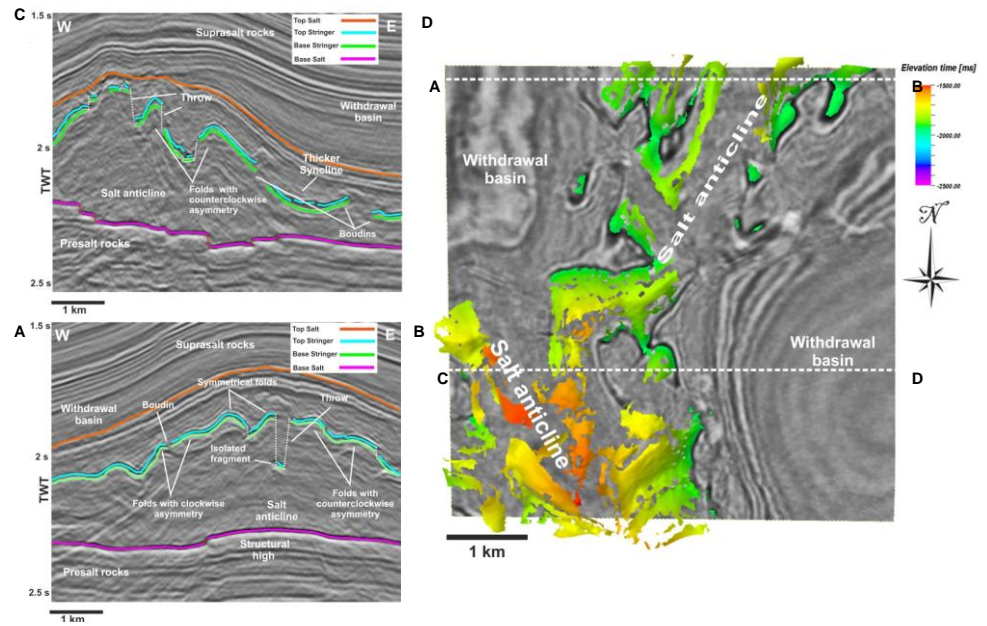 C
1.5 s
W
E
Suprasalt rocks
Top Salt
Top Stringer
Base Stringer
Base Salt
Throw
Withdrawal
basin
2 s
TWT
Thicker
Syncline
Salt anticline
Folds with
counterclockwise
asymmetry
Boudins
Presalt rocks
2.5 s
1 km
D
A
1.5 s
W
E
Suprasalt rocks
Top Salt
Top Stringer
Base Stringer
Base Salt
Symmetrical folds
Withdrawal
basin
Boudin
Throw
Isolated
fragment
2 s
TWT
Folds with clockwise
asymmetry
Folds with
counterclockwise
asymmetry
Salt
anticline
Structural
high
Presalt rocks
2.5 s
1 km
B
A
B
Withdrawal
basin
Salt anticline
Withdrawal
basin
C
D
Salt anticline
1 km
Elevation time [ms]
-1500.00
-2000.00
-2500.00
N